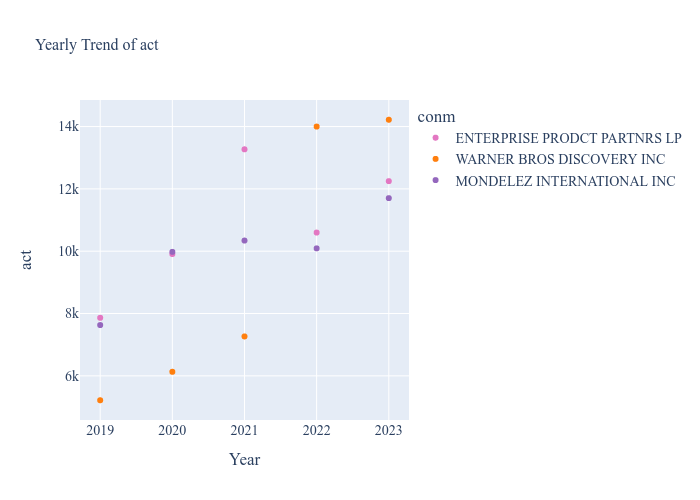 Yearly Trend of act
14k
12k
10k
8k
6k
act
2019 2020 2021 2022 2023
Year
conm
ENTERPRISE PRODCT PARTNRS LP
WARNER BROS DISCOVERY INC
MONDELEZ INTERNATIONAL INC